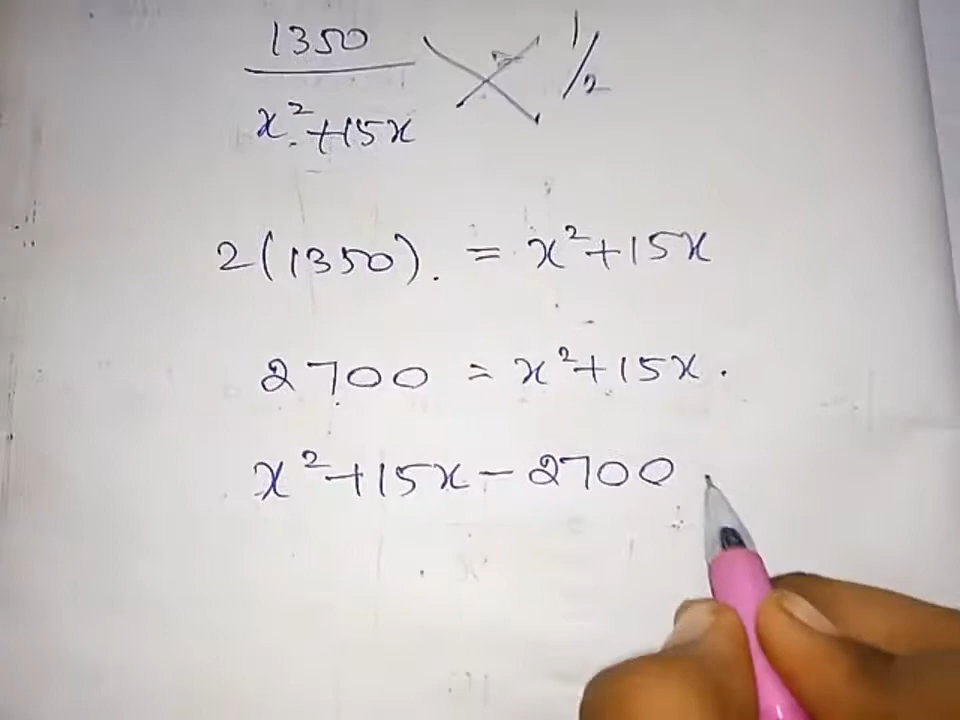 1350/x²+15x = 1/2
2(1350). = x²+15x
2700 = x²+15x.
x²+15x-2700